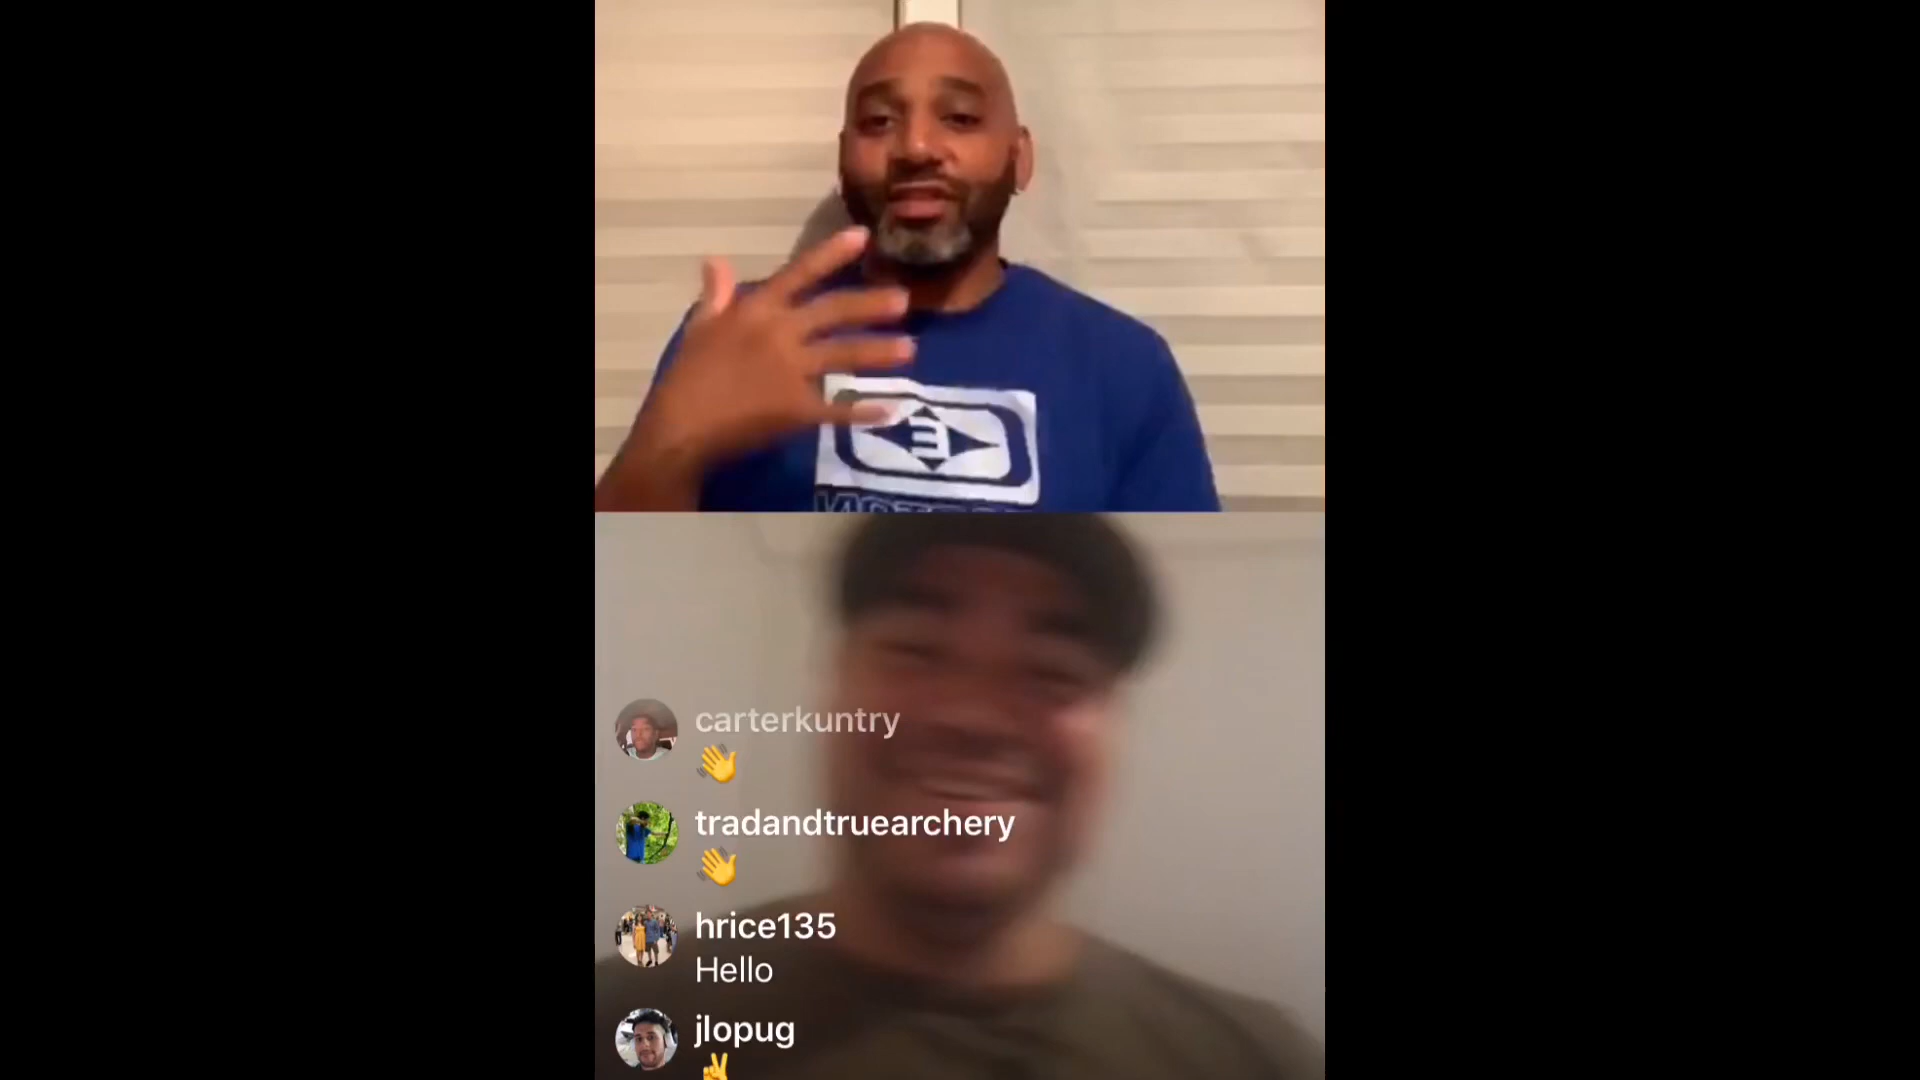 E
carterkuntry
👋
tradandtruearchery
👋
hrice135
Hello
jlopug
✌️